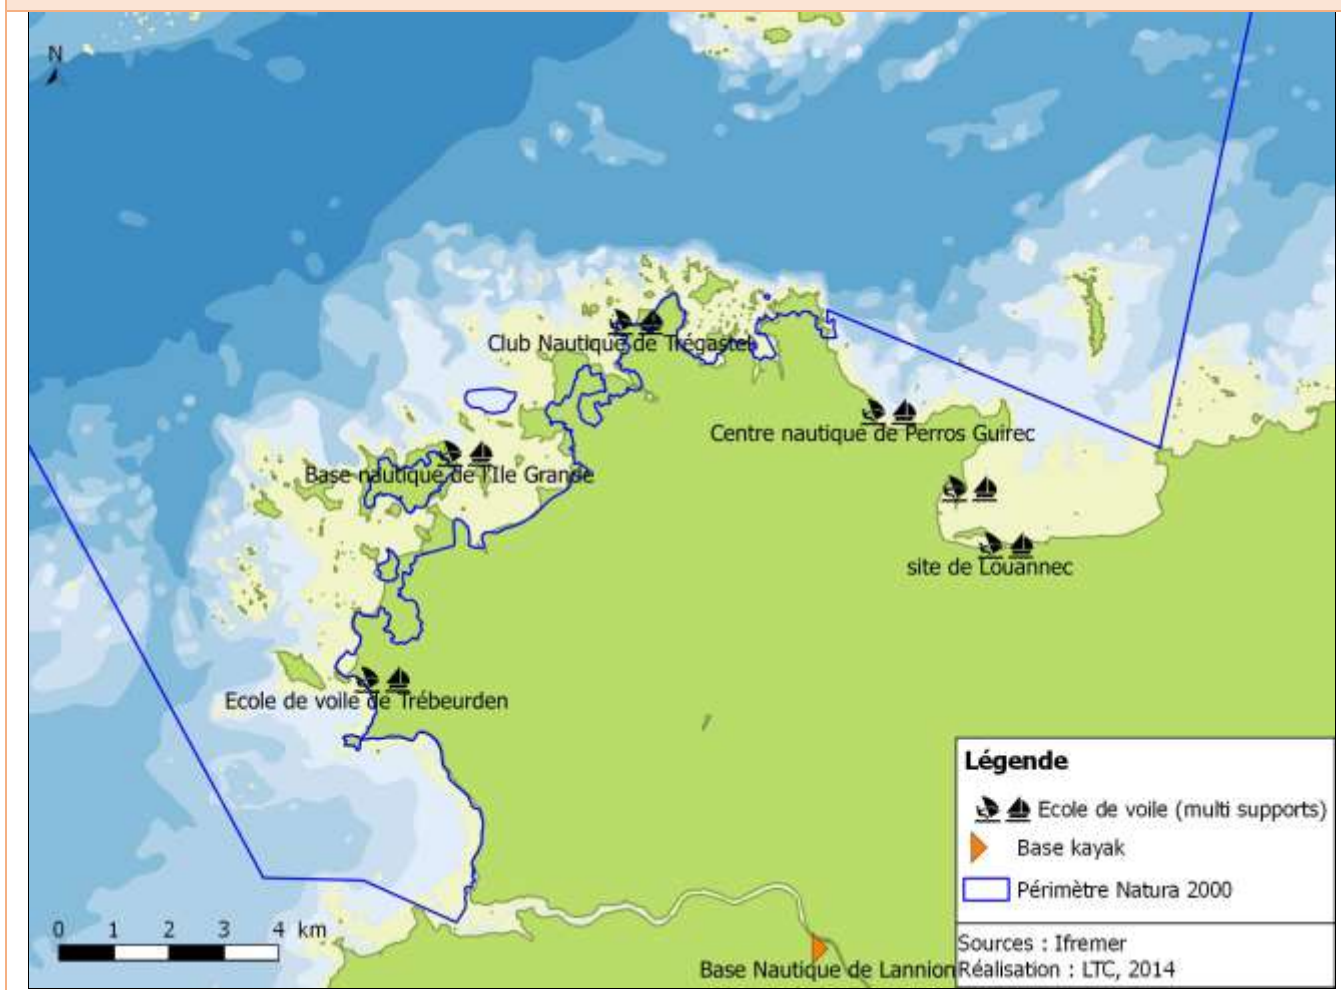 N
Club Nautique de Trégastel
Centre nautique de Perros Guirec
Base nautique de l'Ile Grande
site de Louannec
Ecole de voile de Trébeurden
Légende
Ecole de voile (multi supports)
Base kayak
Périmètre Natura 2000
0 1 2 3 4 km
Sources : Ifremer
Base Nautique de Lannion
Réalisation : LTC, 2014